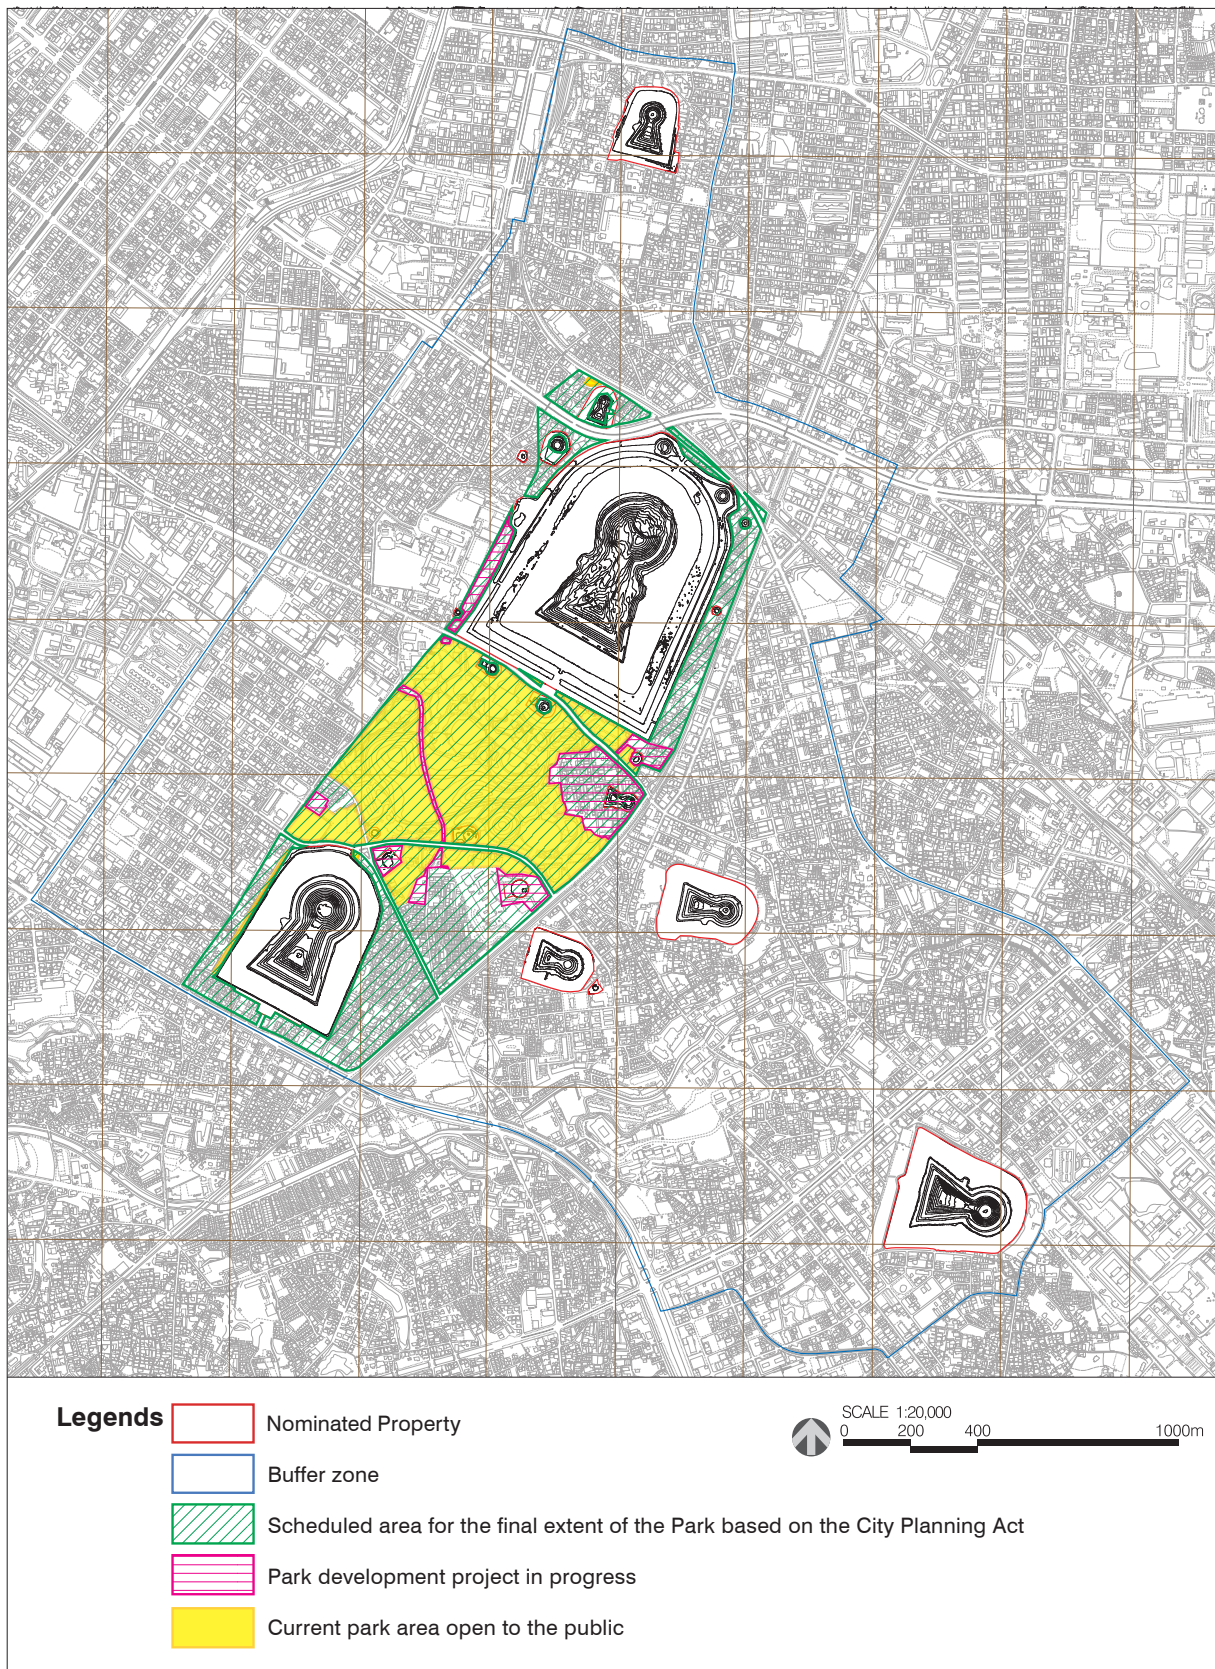 Legends
Nominated Property
Buffer zone
Scheduled area for the final extent of the Park based on the City Planning Act
Park development project in progress
Current park area open to the public
SCALE 1:20,000
0 200 400 1000m